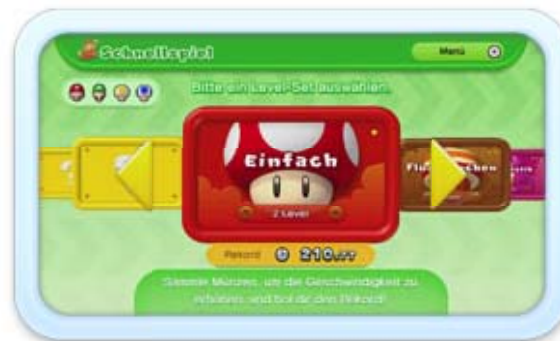 Schnellspiel
Menü
Bitte ein Level-Set auswählen.
Einfach
2 Level
Rekord 210.77
Sammle Münzen, um die Geschwindigkeit zu
erhöhen, und hol dir den Rekord!